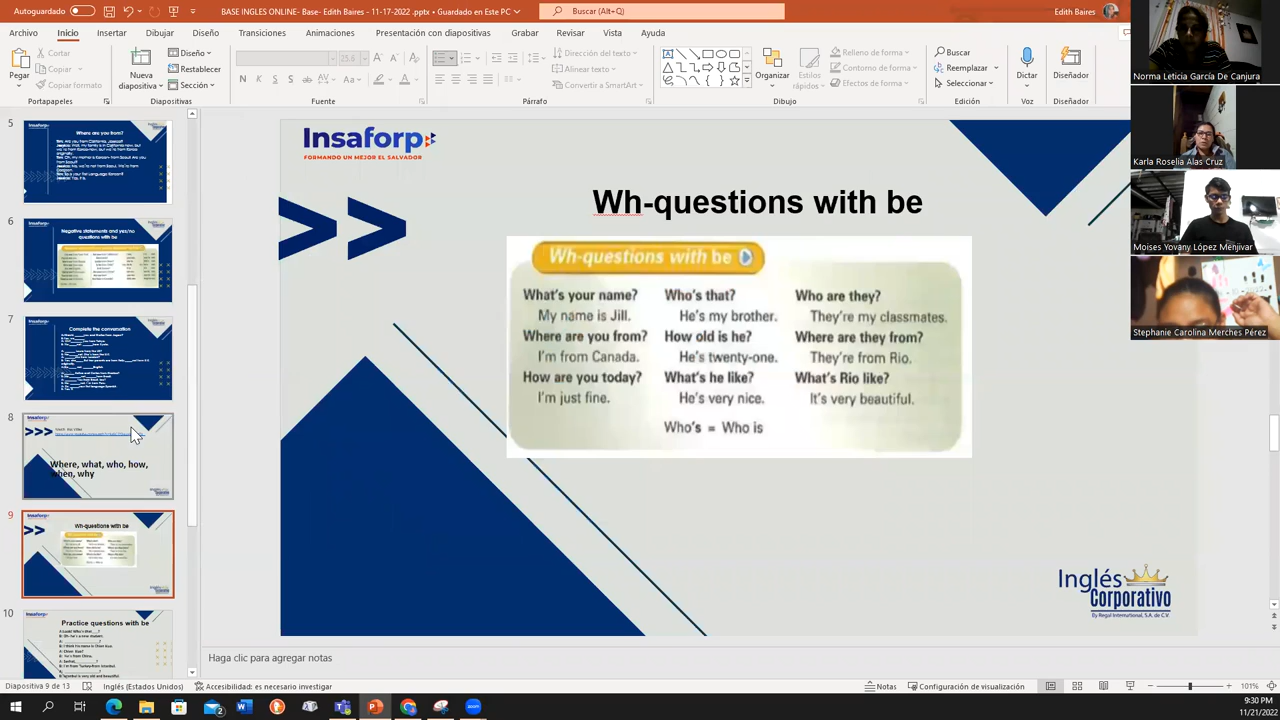 Autoguardado
BASE INGLES ONLINE- Base- Edith Baires - 11-17-2022 .pptx • Guardado en Este PC
Buscar (Alt+Q)
Edith Baires
Archivo Inicio Insertar Dibujar Diseño Transiciones Animaciones Presentación con diapositivas Grabar Revisar Vista Ayuda
Pegar
Cortar
Copiar
Copiar formato
Nueva diapositiva
Diseño
Restablecer
Sección
25.6
N K S S
Dirección del texto
Alinear texto
Convertir a SmartArt
Organizar
Estilos rápidos
Relleno de forma
Contorno de forma
Efectos de forma
Buscar
Reemplazar
Seleccionar
Dictar
Diseñador
Portapapeles Diapositivas Fuente Párrafo Dibujo Edición Voz Diseñador
Norma Leticia García De Canjura
Karla Roselia Alas Cruz
Moises Yovany López Menjivar
Stephanie Carolina Merches Pérez
5
Where are you from?
6
Negative statements and yes/no
questions with be
7
Complete the conversation
8
Where, what, who, how,
when, why
9
Wh-questions with be
10
Practice questions with be
Insaforp
FORMANDO UN MEJOR EL SALVADOR
Wh-questions with be
Wh-questions with be
What's your name? Who's that? Who are they?
My name is Jill. He's my brother. They're my classmates.
Where are you from? How old is he? Where are they from?
I'm from Canada. He's twenty-one. They're from Rio.
How are you today? What's he like? What's Rio like?
I'm just fine. He's very nice. It's very beautiful.
Who's = Who is
Inglés
Corporativo
By Regal International, S.A. de C.V.
Haga clic para agregar notas
Diapositiva 9 de 13 Inglés (Estados Unidos) Accesibilidad: es necesario investigar Notas Configuración de visualización 101%
9:30 PM
11/21/2022